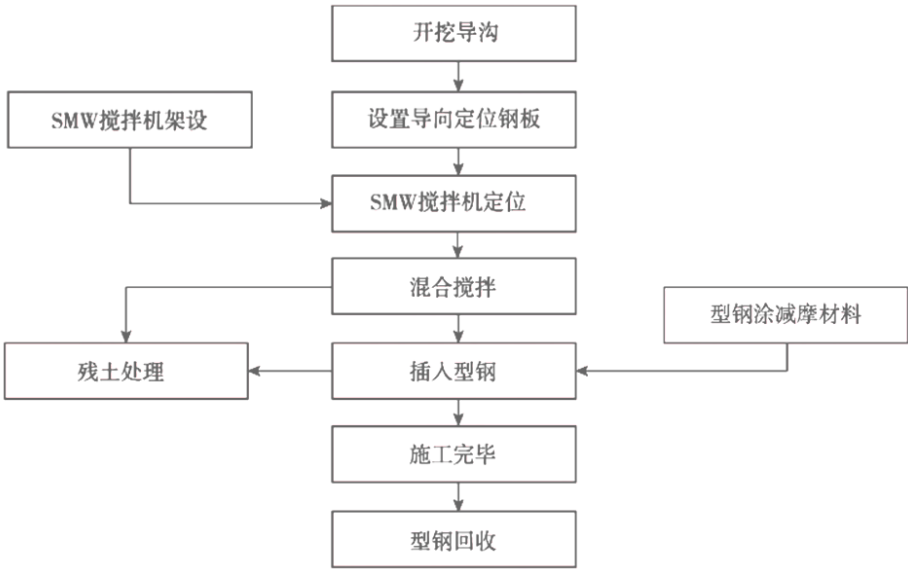 开挖导沟
SMW搅拌机架设
设置导向定位钢板
SMW搅拌机定位
混合搅拌
型钢涂减摩材料
残土处理
插入型钢
施工完毕
型钢回收